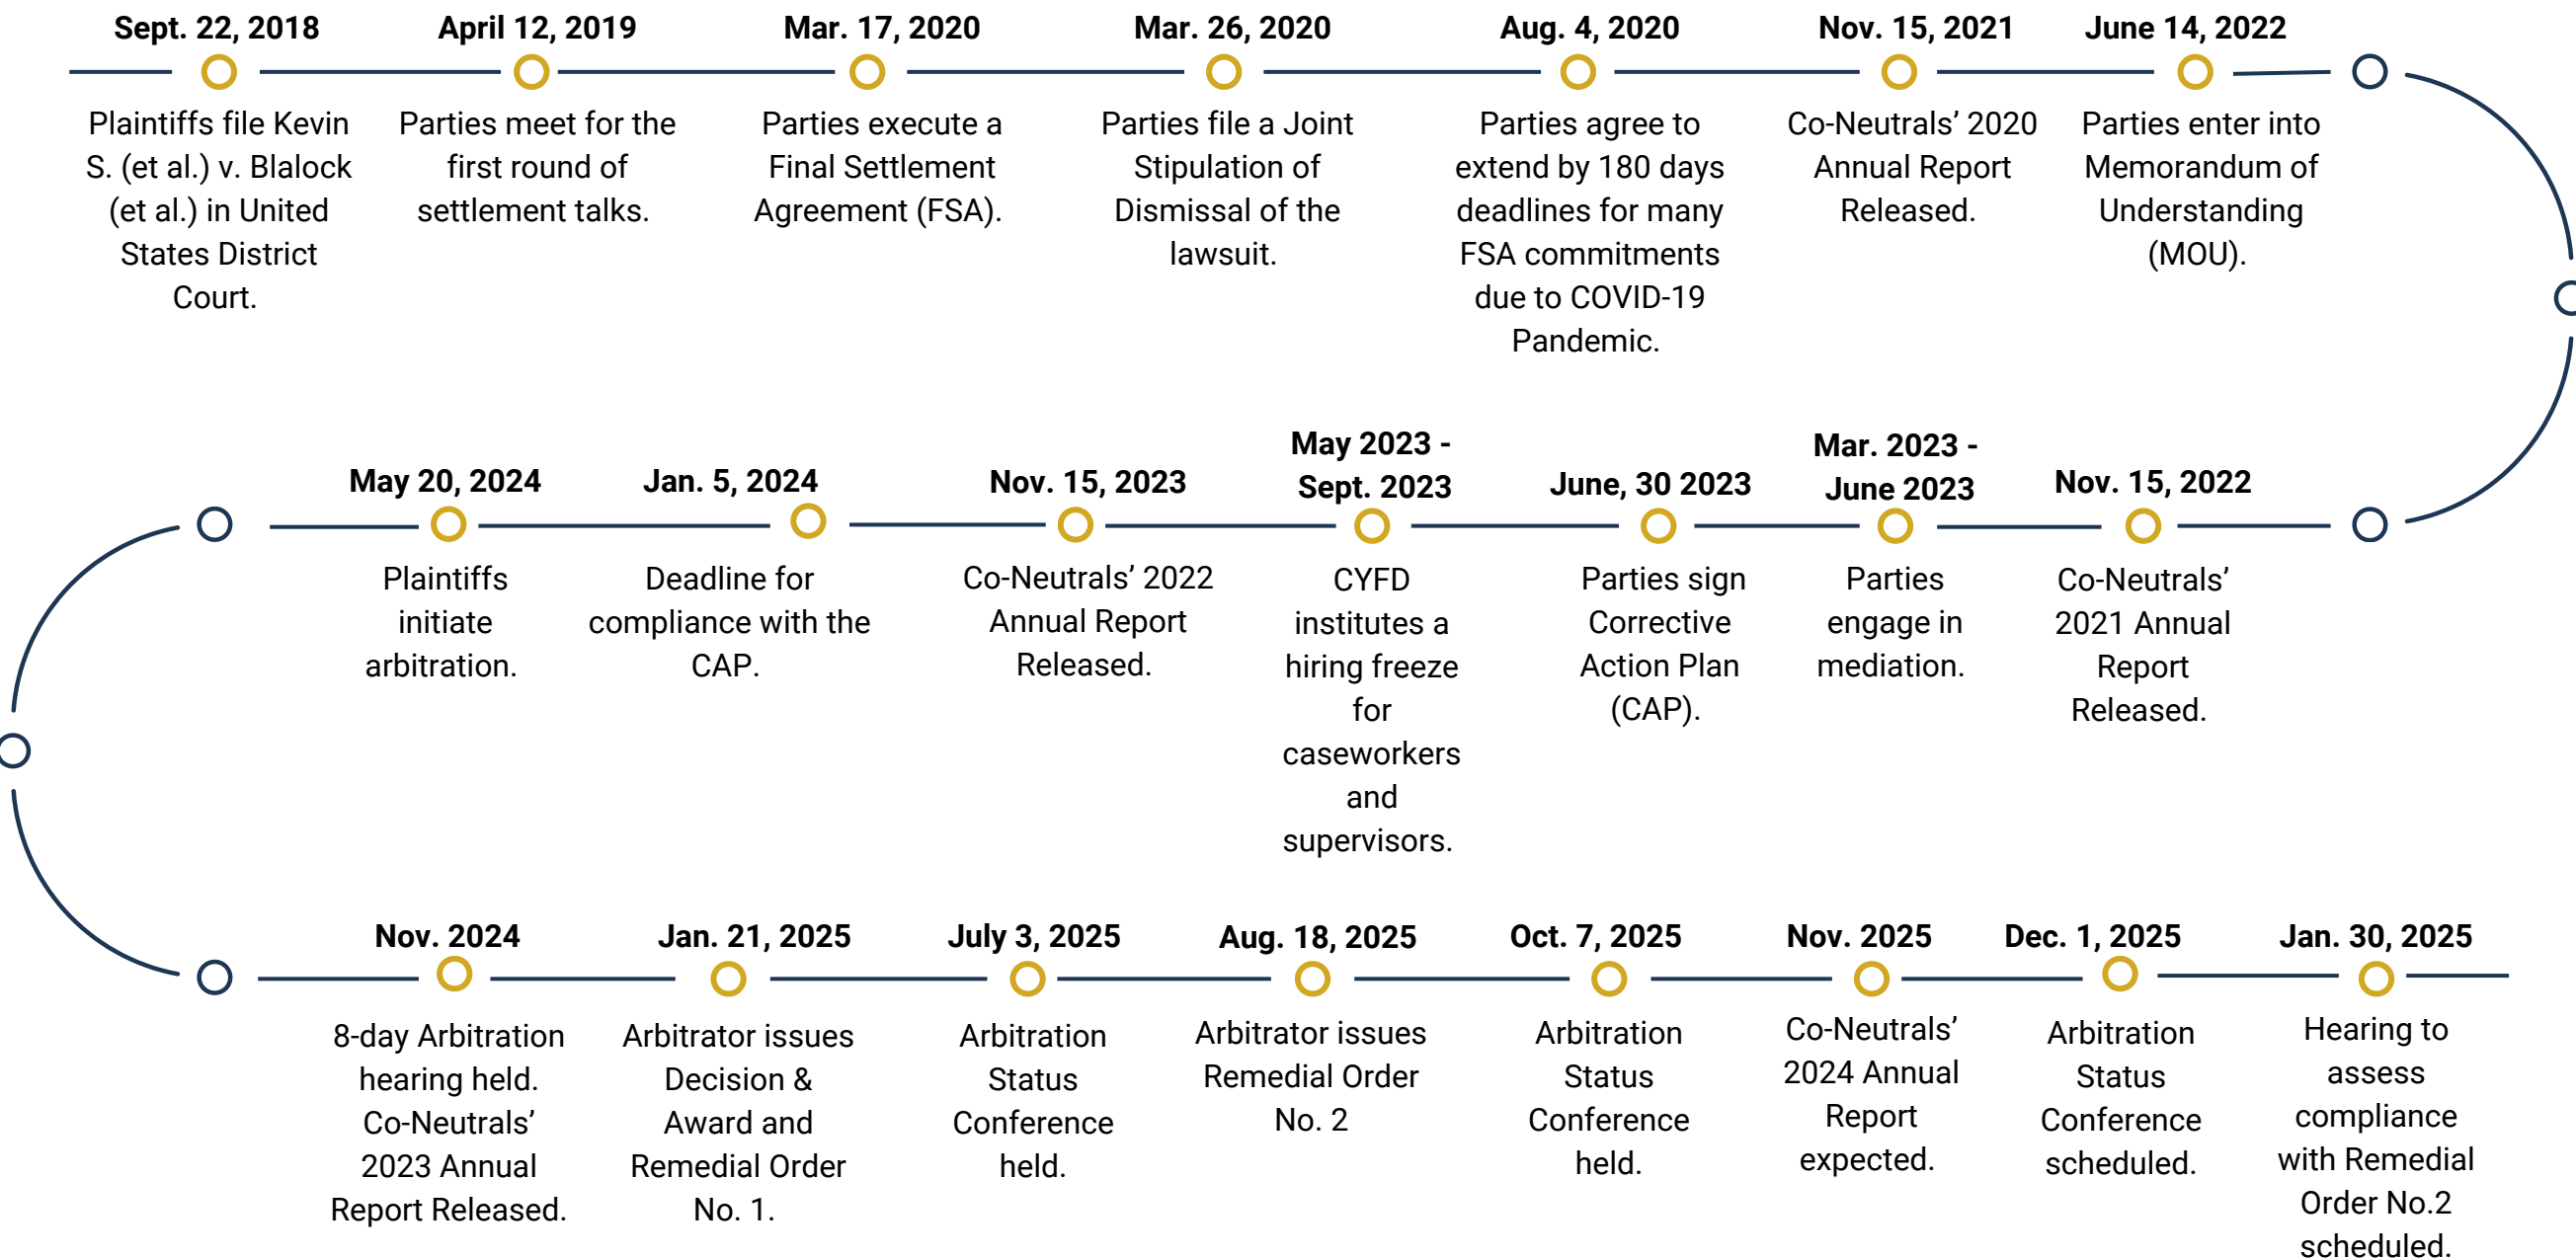 Sept. 22, 2018
Plaintiffs file Kevin
S. (et al.) v. Blalock
(et al.) in United
States District
Court.
April 12, 2019
Parties meet for the
first round of
settlement talks.
Mar. 17, 2020
Parties execute a
Final Settlement
Agreement (FSA).
Mar. 26, 2020
Parties file a Joint
Stipulation of
Dismissal of the
lawsuit.
Aug. 4, 2020
Parties agree to
extend by 180 days
deadlines for many
FSA commitments
due to COVID-19
Pandemic.
Nov. 15, 2021
Co-Neutrals’ 2020
Annual Report
Released.
June 14, 2022
Parties enter into
Memorandum of
Understanding
(MOU).
Nov. 15, 2022
Co-Neutrals’
2021 Annual
Report
Released.
Mar. 2023 -
June 2023
Parties
engage in
mediation.
June, 30 2023
Parties sign
Corrective
Action Plan
(CAP).
May 2023 -
Sept. 2023
CYFD
institutes a
hiring freeze
for
caseworkers
and
supervisors.
Nov. 15, 2023
Co-Neutrals’ 2022
Annual Report
Released.
Jan. 5, 2024
Deadline for
compliance with the
CAP.
May 20, 2024
Plaintiffs
initiate
arbitration.
Nov. 2024
8-day Arbitration
hearing held.
Co-Neutrals’
2023 Annual
Report Released.
Jan. 21, 2025
Arbitrator issues
Decision &
Award and
Remedial Order
No. 1.
July 3, 2025
Arbitration
Status
Conference
held.
Aug. 18, 2025
Arbitrator issues
Remedial Order
No. 2
Oct. 7, 2025
Arbitration
Status
Conference
held.
Nov. 2025
Co-Neutrals’
2024 Annual
Report
expected.
Dec. 1, 2025
Arbitration
Status
Conference
scheduled.
Jan. 30, 2025
Hearing to
assess
compliance
with Remedial
Order No.2
scheduled.